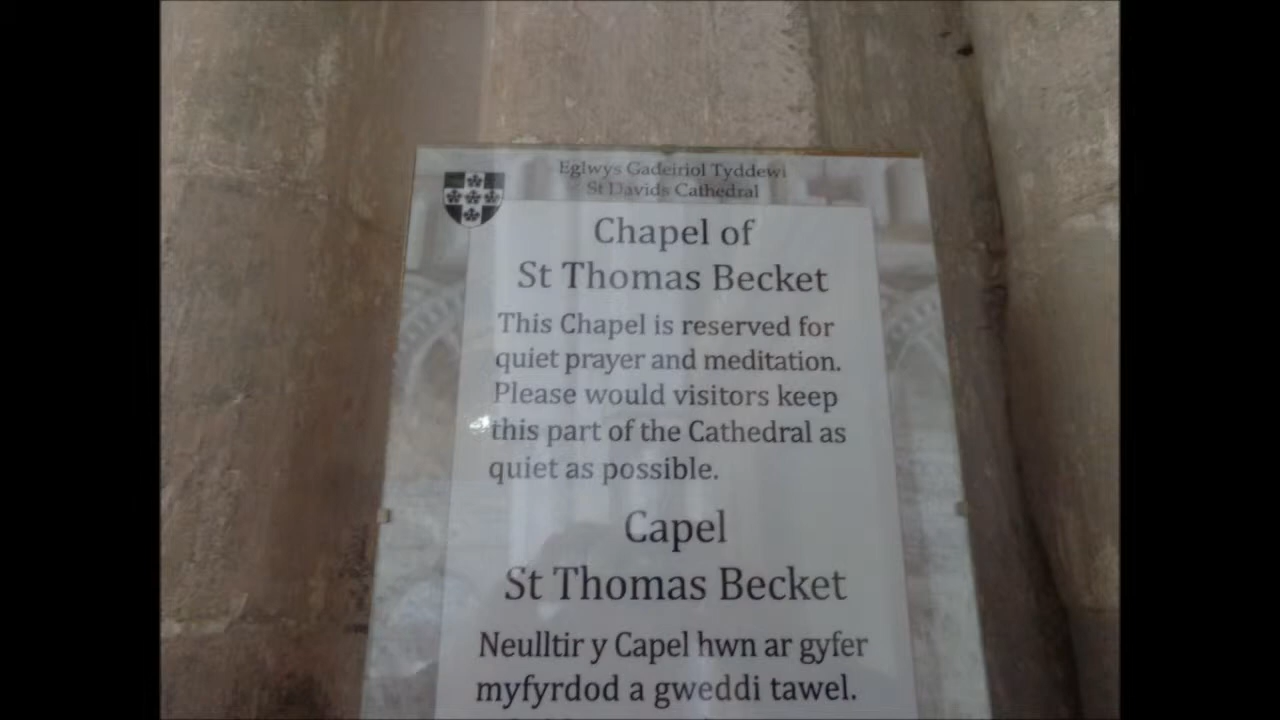 Eglwys Gadeiriol Tyddewi
St Davids Cathedral
Chapel of
St Thomas Becket
This Chapel is reserved for
quiet prayer and meditation.
Please would visitors keep
this part of the Cathedral as
quiet as possible.
Capel
St Thomas Becket
Neulltir y Capel hwn ar gyfer
myfyrdod a gweddi tawel.